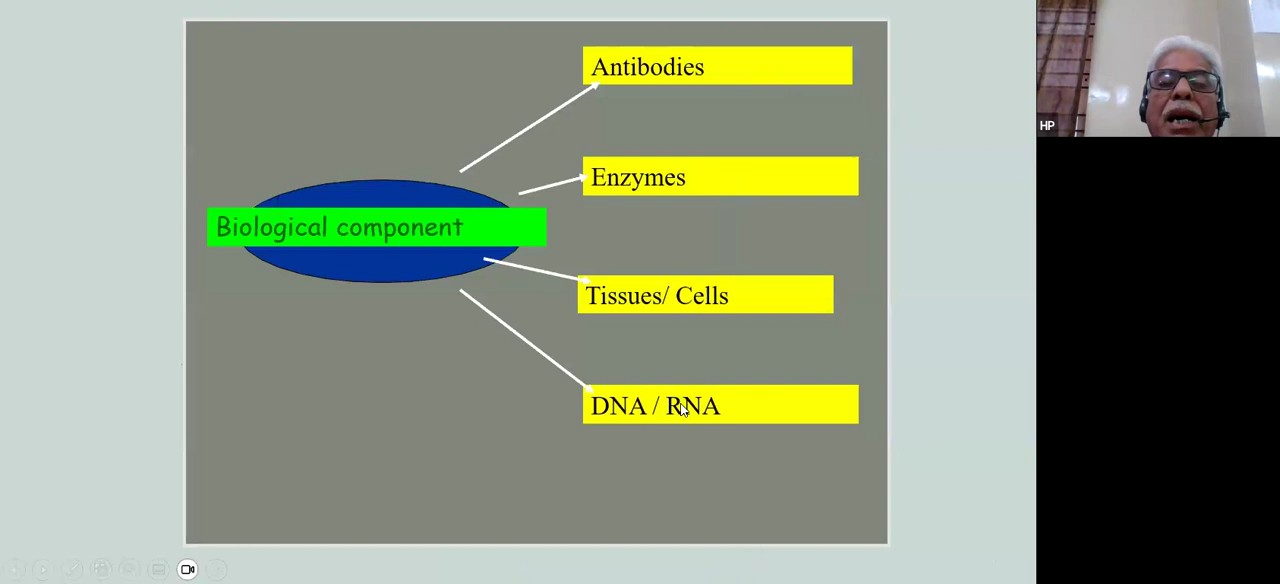 Antibodies
Enzymes
Biological component
Tissues/ Cells
DNA / RNA
HP